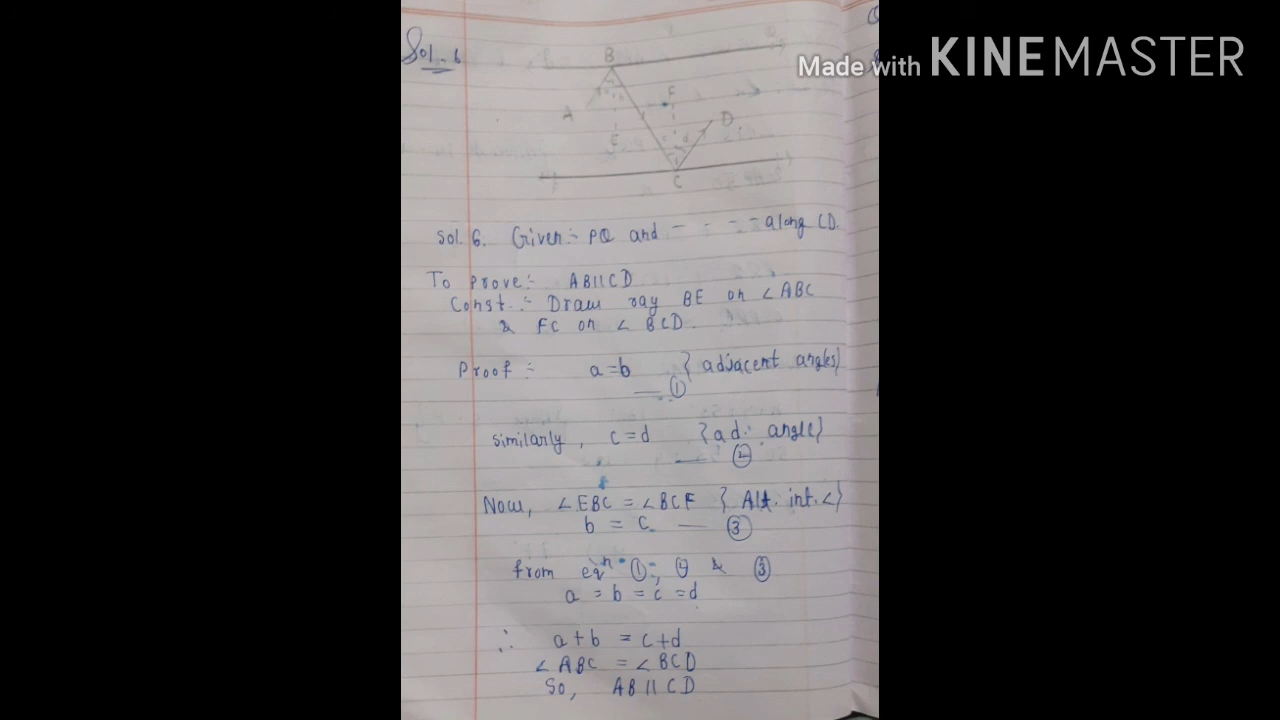 Sol-6
Made with KINEMASTER
B
F
A
D
E
C
Sol. 6. Given:- PQ and - - - - along CD.
To prove:- AB||CD
Const.:- Draw ray BE on ∠ABC
& FC on ∠ BCD.
Proof :- a=b { adjacent angles}
— ①
similarly, c=d {ad. angle}
— ②
Now, ∠EBC = ∠BCF { Alt. int. ∠}
b = c — ③
from eqⁿ ①, ② & ③
a = b = c = d
∴ a+b = c+d
∠ABC = ∠BCD
So, AB||CD